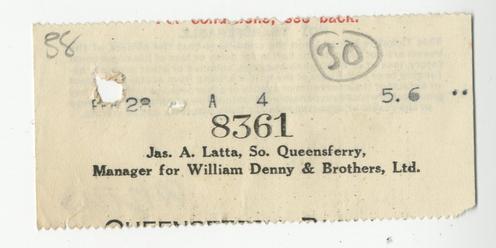 For conditions, see back.
38
30
28 A 4 5.6 ..
8361
Jas. A. Latta, So. Queensferry,
Manager for William Denny & Brothers, Ltd.